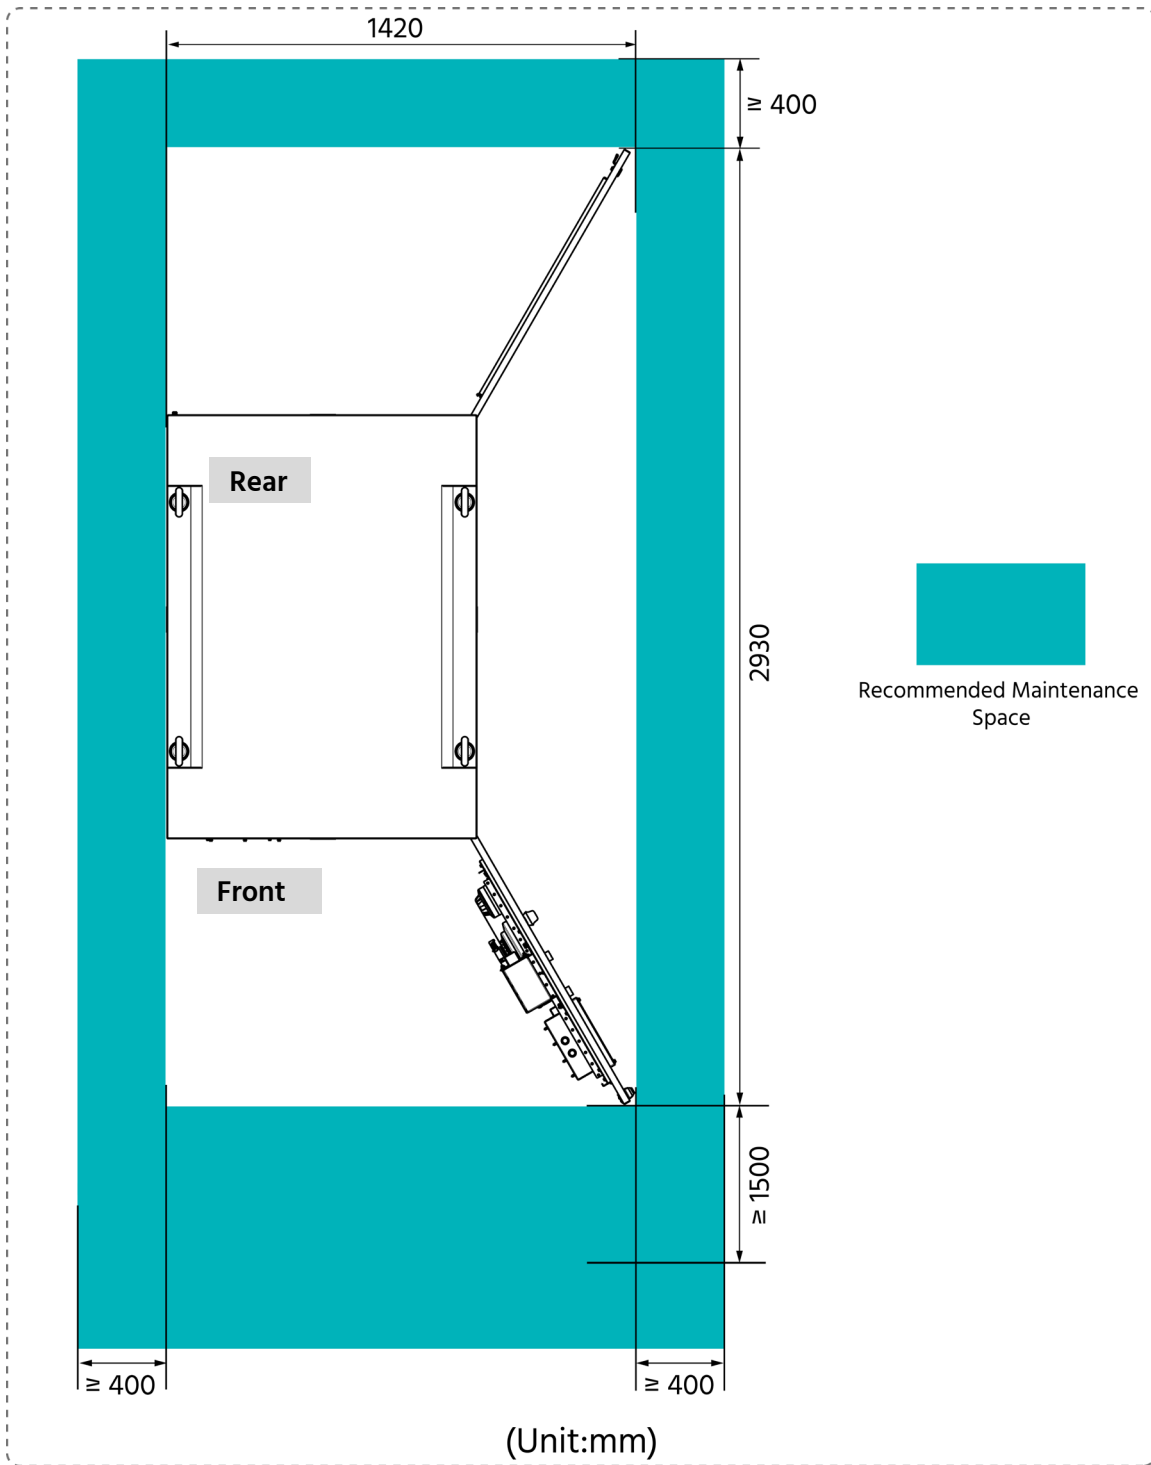 1420
≥ 400
Rear
2930
Recommended Maintenance
Space
Front
≥ 1500
≥ 400
≥ 400
(Unit:mm)